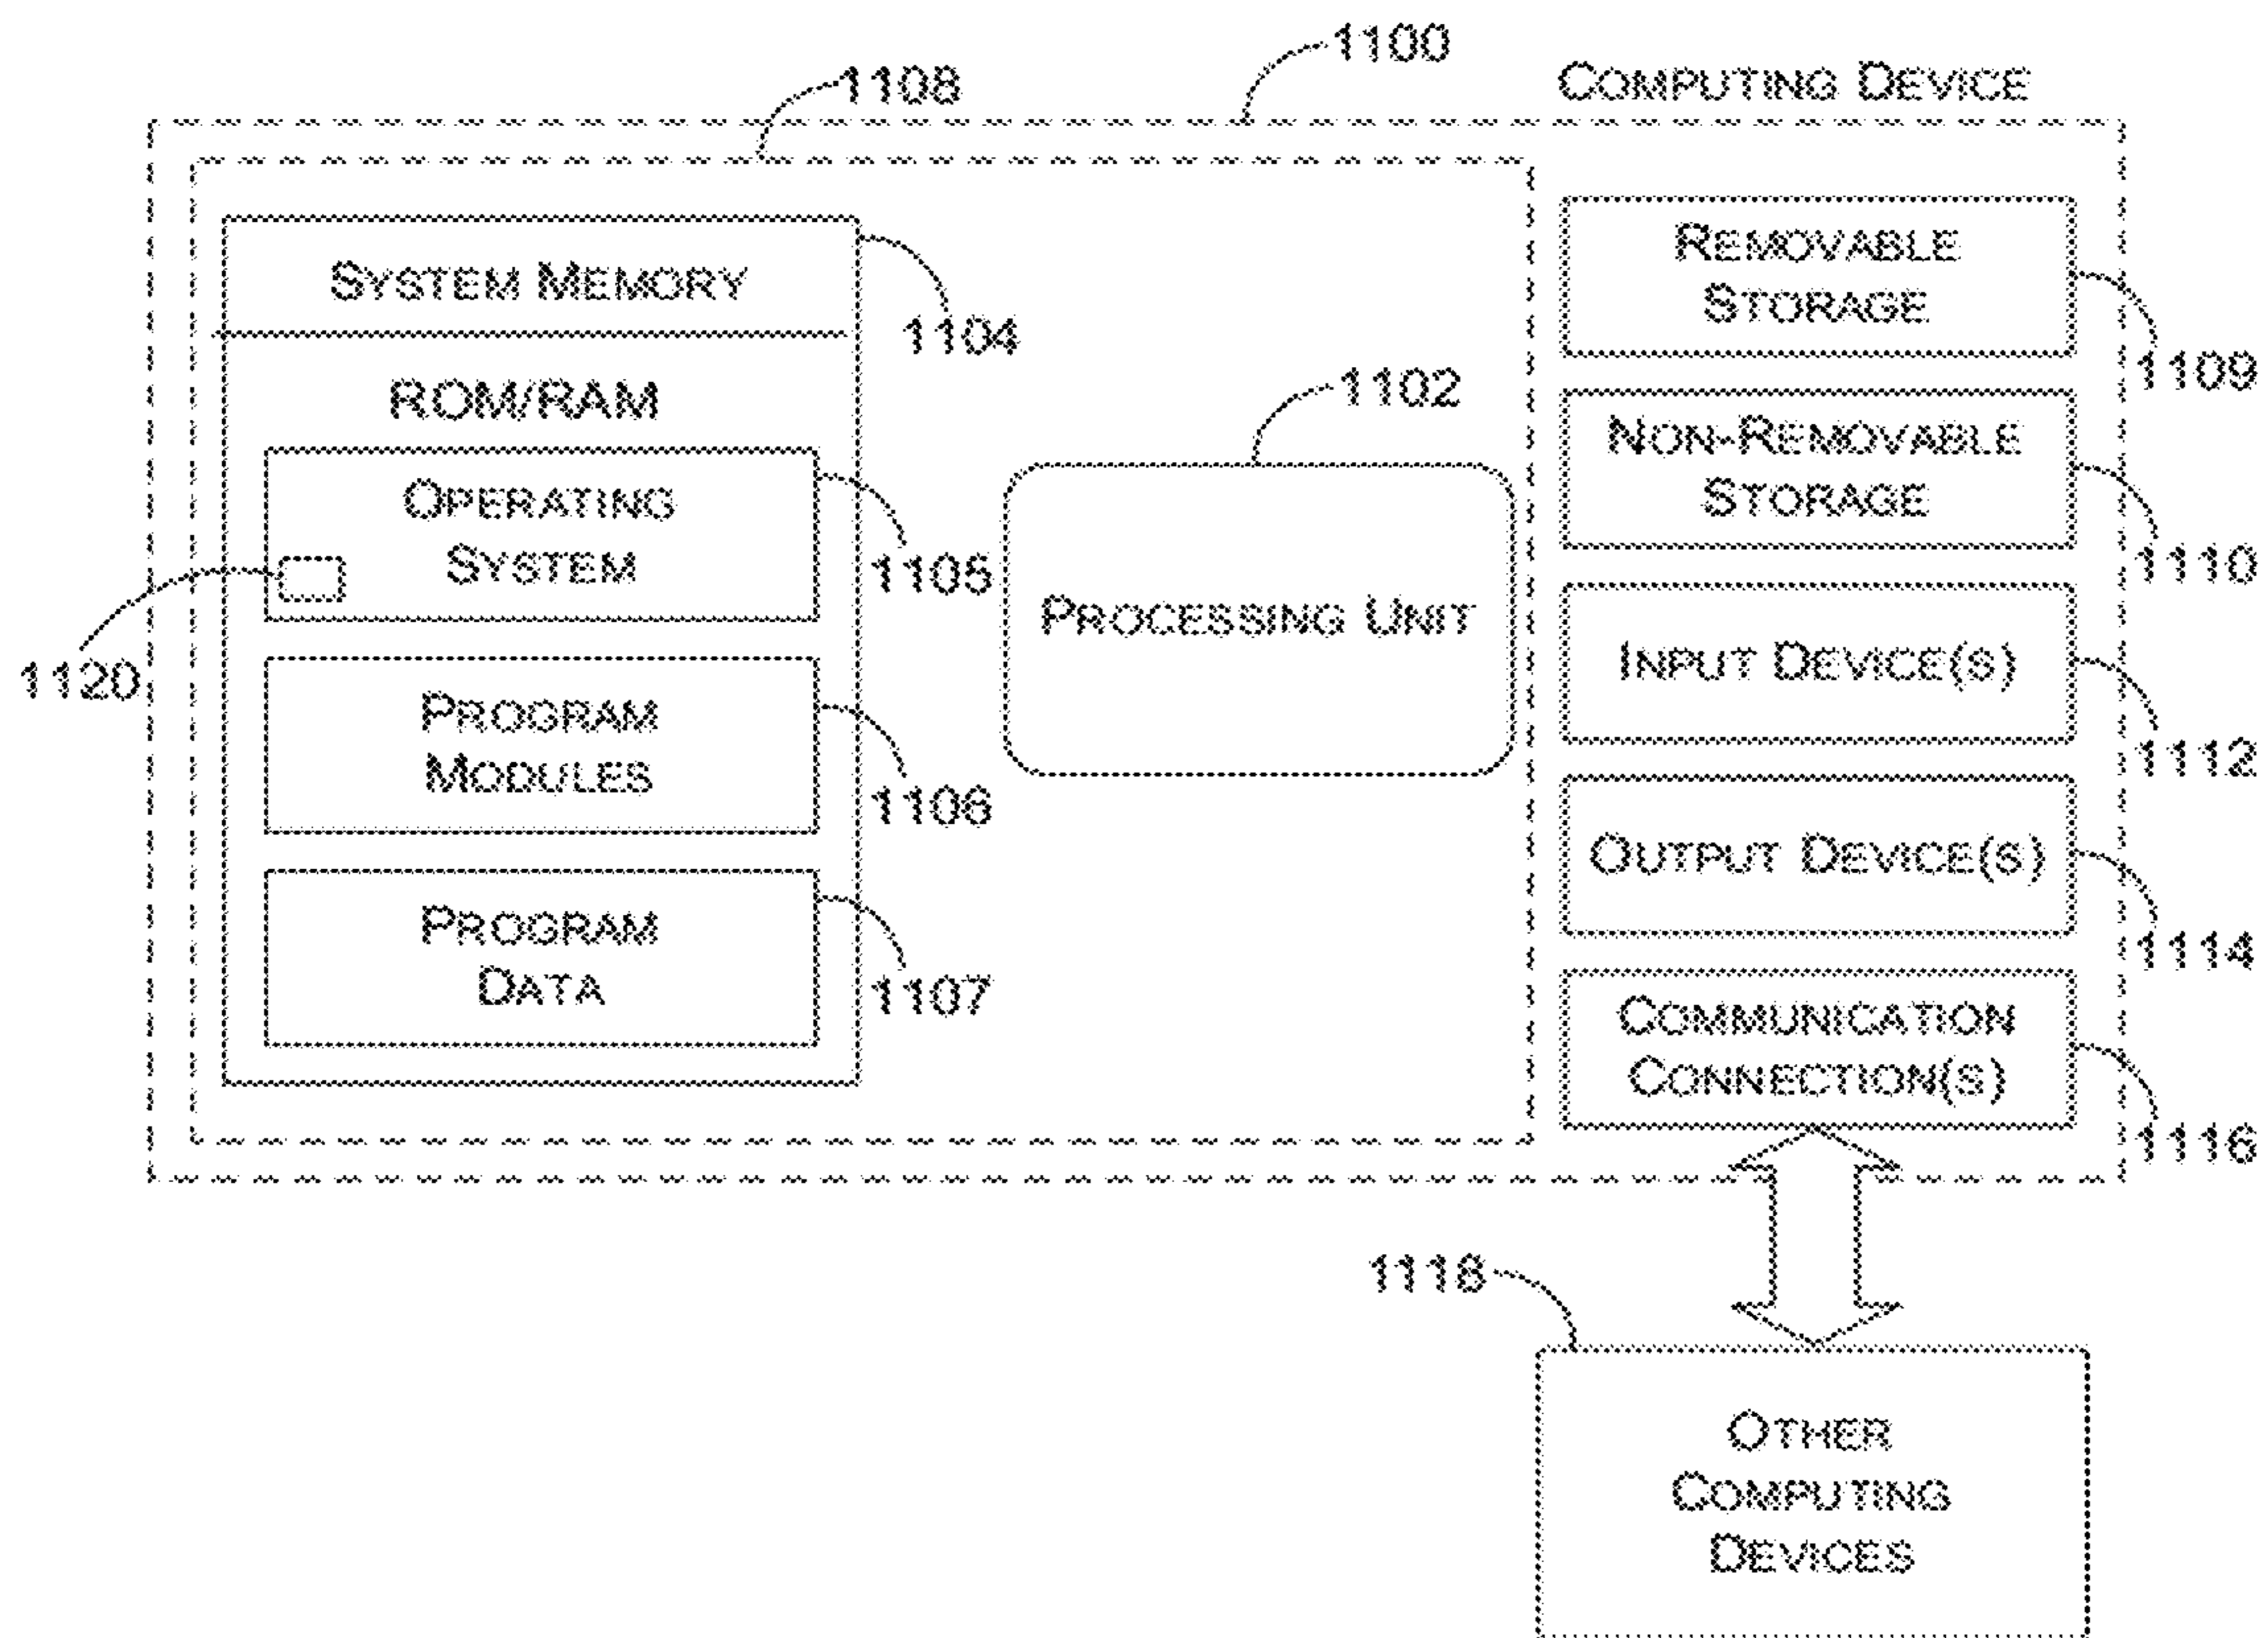 1100
1108
COMPUTING DEVICE
SYSTEM MEMORY
1104
ROM/RAM
OPERATING
SYSTEM
1105
1120
PROGRAM
MODULES
1106
PROGRAM
DATA
1107
1102
PROCESSING UNIT
REMOVABLE
STORAGE
1109
NON-REMOVABLE
STORAGE
1110
INPUT DEVICE(S)
1112
OUTPUT DEVICE(S)
1114
COMMUNICATION
CONNECTION(S)
1116
1118
OTHER
COMPUTING
DEVICES